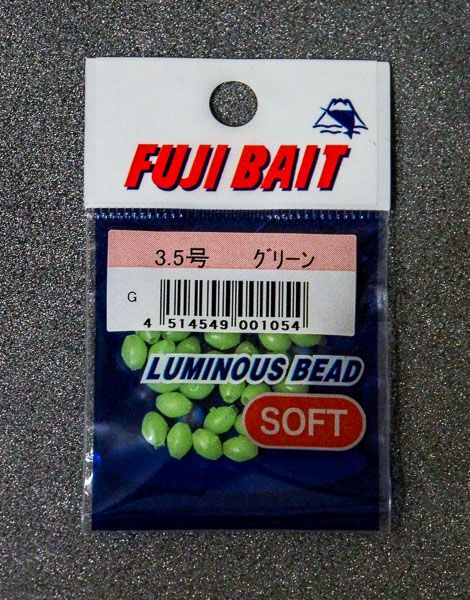 FUJI BAIT
3.5号 グリーン
G
4 514549 001054
LUMINOUS BEAD
SOFT